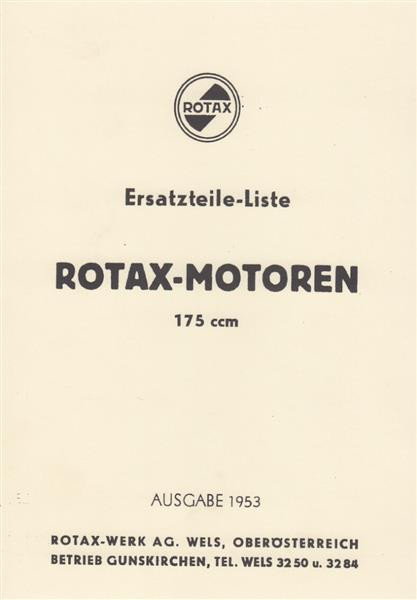 ROTAX
Ersatzteile-Liste
ROTAX-MOTOREN
175 ccm
AUSGABE 1953
ROTAX-WERK AG. WELS, OBERÖSTERREICH
BETRIEB GUNSKIRCHEN, TEL. WELS 3250 u. 3284